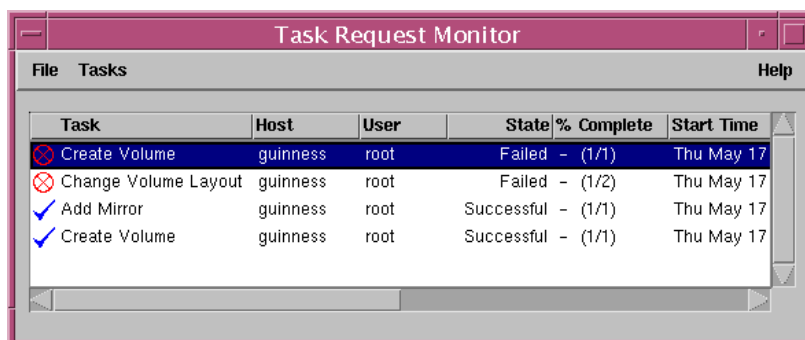 Task Request Monitor
File Tasks Help
Task Host User State % Complete Start Time
Create Volume guinness root Failed - (1/1) Thu May 17
Change Volume Layout guinness root Failed - (1/2) Thu May 17
Add Mirror guinness root Successful - (1/1) Thu May 17
Create Volume guinness root Successful - (1/1) Thu May 17